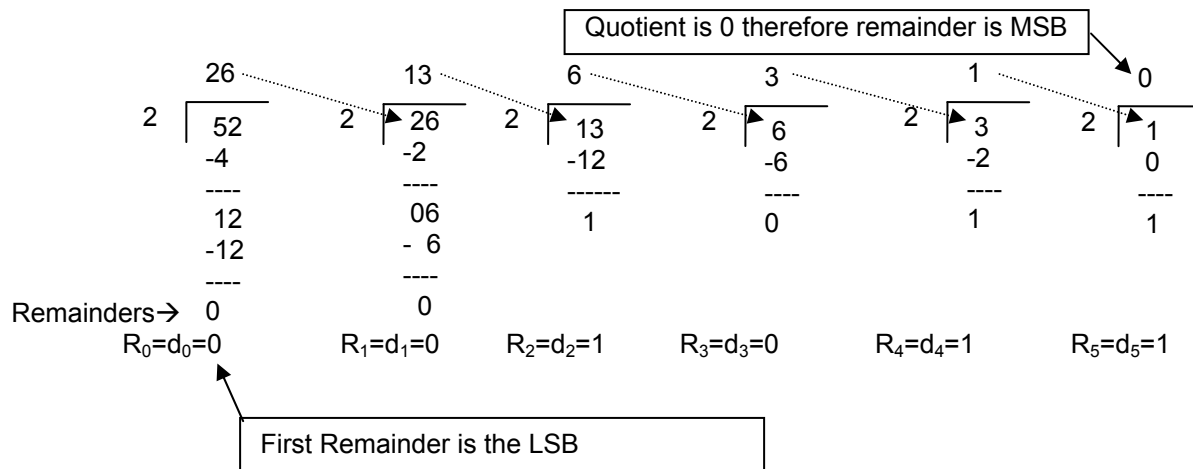 Quotient is 0 therefore remainder is MSB
26 13 6 3 1 0
2 52 2 26 2 13 2 6 2 3 2 1
-4 -2 -12 -6 -2 0
---- ---- ------ ---- ---- ----
12 06 1 0 1 1
-12 - 6
---- ----
Remainders→ 0 0
R₀=d₀=0 R₁=d₁=0 R₂=d₂=1 R₃=d₃=0 R₄=d₄=1 R₅=d₅=1
First Remainder is the LSB